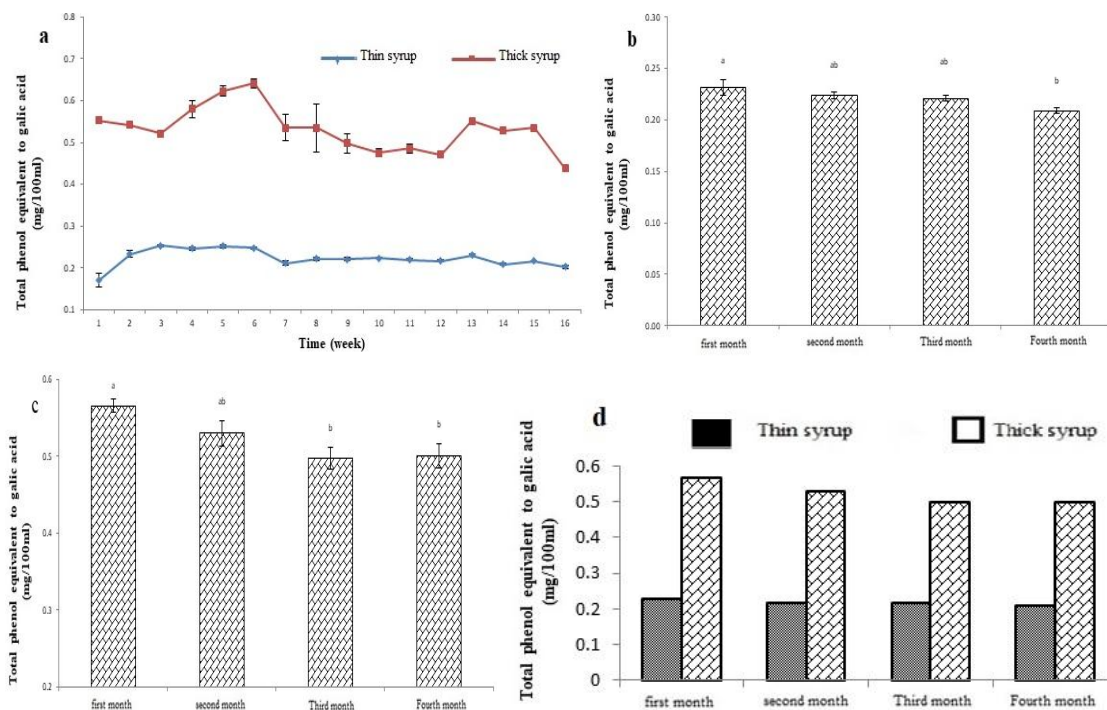 a
Thin syrup
Thick syrup
Total phenol equivalent to galic acid
(mg/100ml)
0.8
0.7
0.6
0.5
0.4
0.3
0.2
0.1
1 2 3 4 5 6 7 8 9 10 11 12 13 14 15 16
Time (week)
b
Total phenol equivalent to galic acid
(mg/100ml)
0.30
0.25
0.20
0.15
0.10
0.05
0.00
a ab ab b
first month second month Third month Fourth month
c
Total phenol equivalent to galic acid
(mg/100ml)
0.6
0.5
0.4
0.3
0.2
a ab b b
first month second month Third month Fourth month
d
Thin syrup
Thick syrup
Total phenol equivalent to galic acid
(mg/100ml)
0.6
0.5
0.4
0.3
0.2
0.1
0
first month second month Third month Fourth month